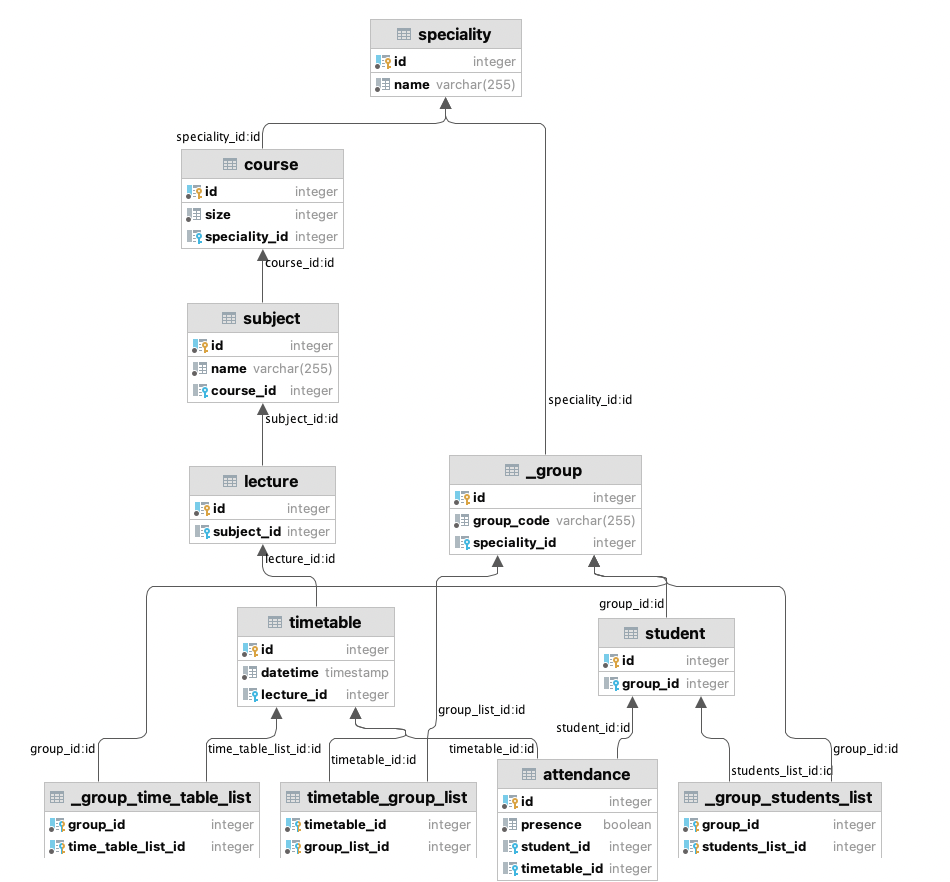 speciality
id integer
name varchar(255)
speciality_id:id
course
id integer
size integer
speciality_id integer
course_id:id
subject
id integer
name varchar(255)
course_id integer
speciality_id:id
subject_id:id
lecture
id integer
subject_id integer
_group
id integer
group_code varchar(255)
speciality_id integer
lecture_id:id
group_id:id
timetable
id integer
datetime timestamp
lecture_id integer
student
id integer
group_id integer
group_list_id:id
student_id:id
group_id:id
time_table_list_id:id
timetable_id:id
timetable_id:id
group_id:id
students_list_id:id
_group_time_table_list
group_id integer
time_table_list_id integer
timetable_group_list
timetable_id integer
group_list_id integer
attendance
id integer
presence boolean
student_id integer
timetable_id integer
_group_students_list
group_id integer
students_list_id integer